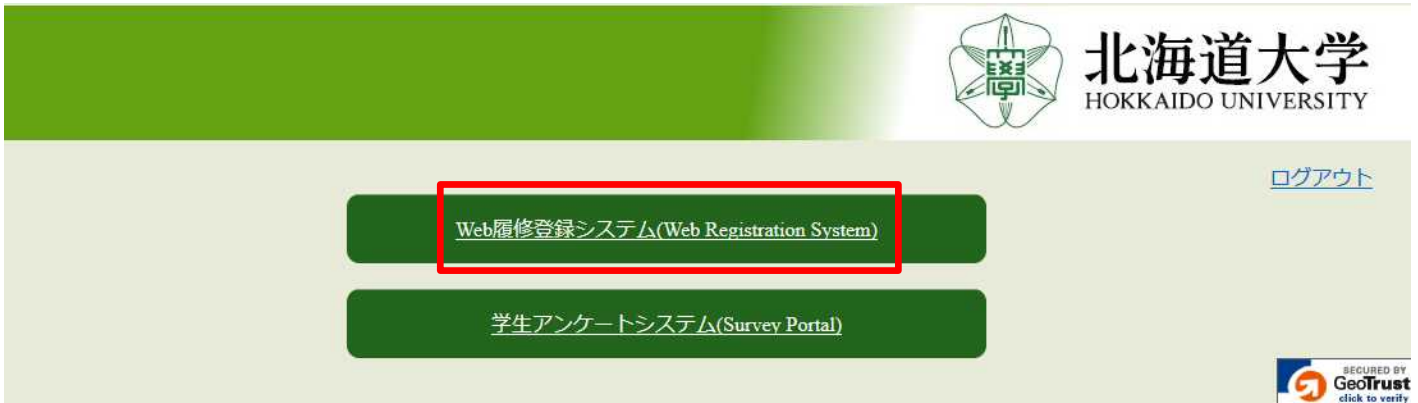 北海道大学
HOKKAIDO UNIVERSITY
ログアウト
Web履修登録システム(Web Registration System)
学生アンケートシステム(Survey Portal)
SECURED BY
GeoTrust
click to verify